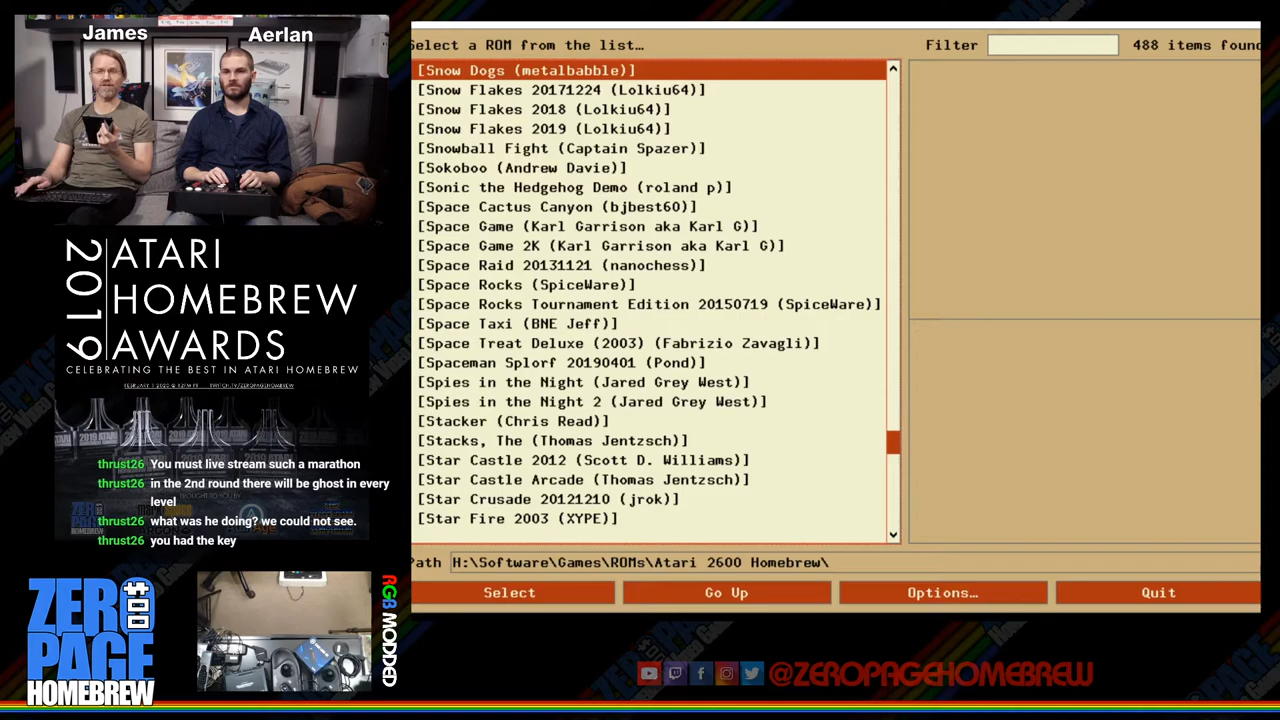 James
Aerlan
2019
ATARI
HOMEBREW
AWARDS
CELEBRATING THE BEST IN ATARI HOMEBREW
thrust26 You must live stream such a marathon
thrust26 in the 2nd round there will be ghost in every
level
thrust26 what was he doing? we could not see.
thrust26 you had the key
ZERO
PAGE
HOMEBREW
RGB MODDED
elect a ROM from the list…
Filter
488 items foun
[Snow Dogs (metalbabble)]
[Snow Flakes 20171224 (Lolkiu64)]
[Snow Flakes 2018 (Lolkiu64)]
[Snow Flakes 2019 (Lolkiu64)]
[Snowball Fight (Captain Spazer)]
[Sokoboo (Andrew Davie)]
[Sonic the Hedgehog Demo (roland p)]
[Space Cactus Canyon (bjbest60)]
[Space Game (Karl Garrison aka Karl G)]
[Space Game 2K (Karl Garrison aka Karl G)]
[Space Raid 20131121 (nanochess)]
[Space Rocks (SpiceWare)]
[Space Rocks Tournament Edition 20150719 (SpiceWare)]
[Space Taxi (BNE Jeff)]
[Space Treat Deluxe (2003) (Fabrizio Zavagli)]
[Spaceman Splorf 20190401 (Pond)]
[Spies in the Night (Jared Grey West)]
[Spies in the Night 2 (Jared Grey West)]
[Stacker (Chris Read)]
[Stacks, The (Thomas Jentzsch)]
[Star Castle 2012 (Scott D. Williams)]
[Star Castle Arcade (Thomas Jentzsch)]
[Star Crusade 20121210 (jrok)]
[Star Fire 2003 (XYPE)]
ath H:\Software\Games\ROMs\Atari 2600 Homebrew\
Select
Go Up
Options…
Quit
@ZEROPAGEHOMEBREW